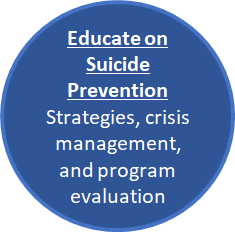 Educate on
Suicide
Prevention
Strategies, crisis
management,
and program
evaluation